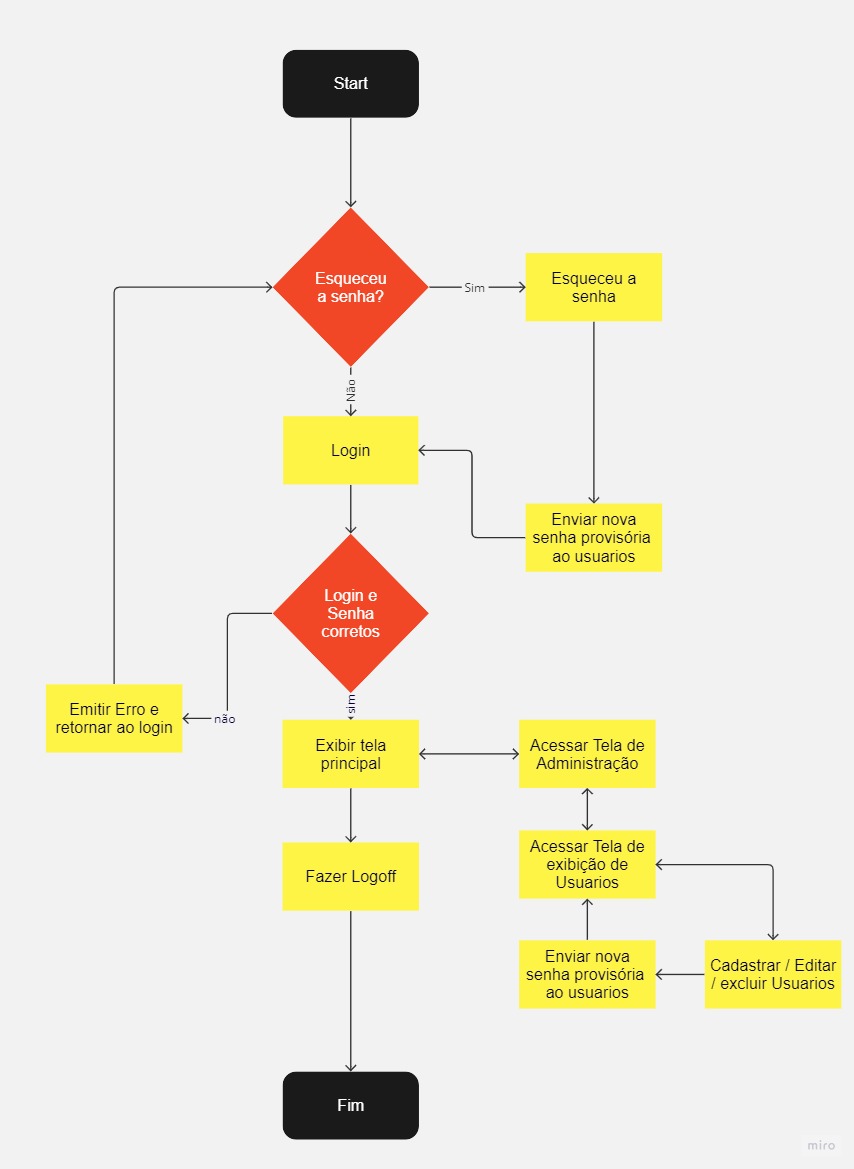 Start
Esqueceu
a senha?
Sim
Esqueceu a
senha
Não
Login
Enviar nova
senha provisória
ao usuarios
Login e
Senha
corretos
não
Emitir Erro e
retornar ao login
sim
Exibir tela
principal
Acessar Tela de
Administração
Fazer Logoff
Acessar Tela de
exibição de
Usuarios
Enviar nova
senha provisória
ao usuarios
Cadastrar / Editar
/ excluir Usuarios
Fim
miro